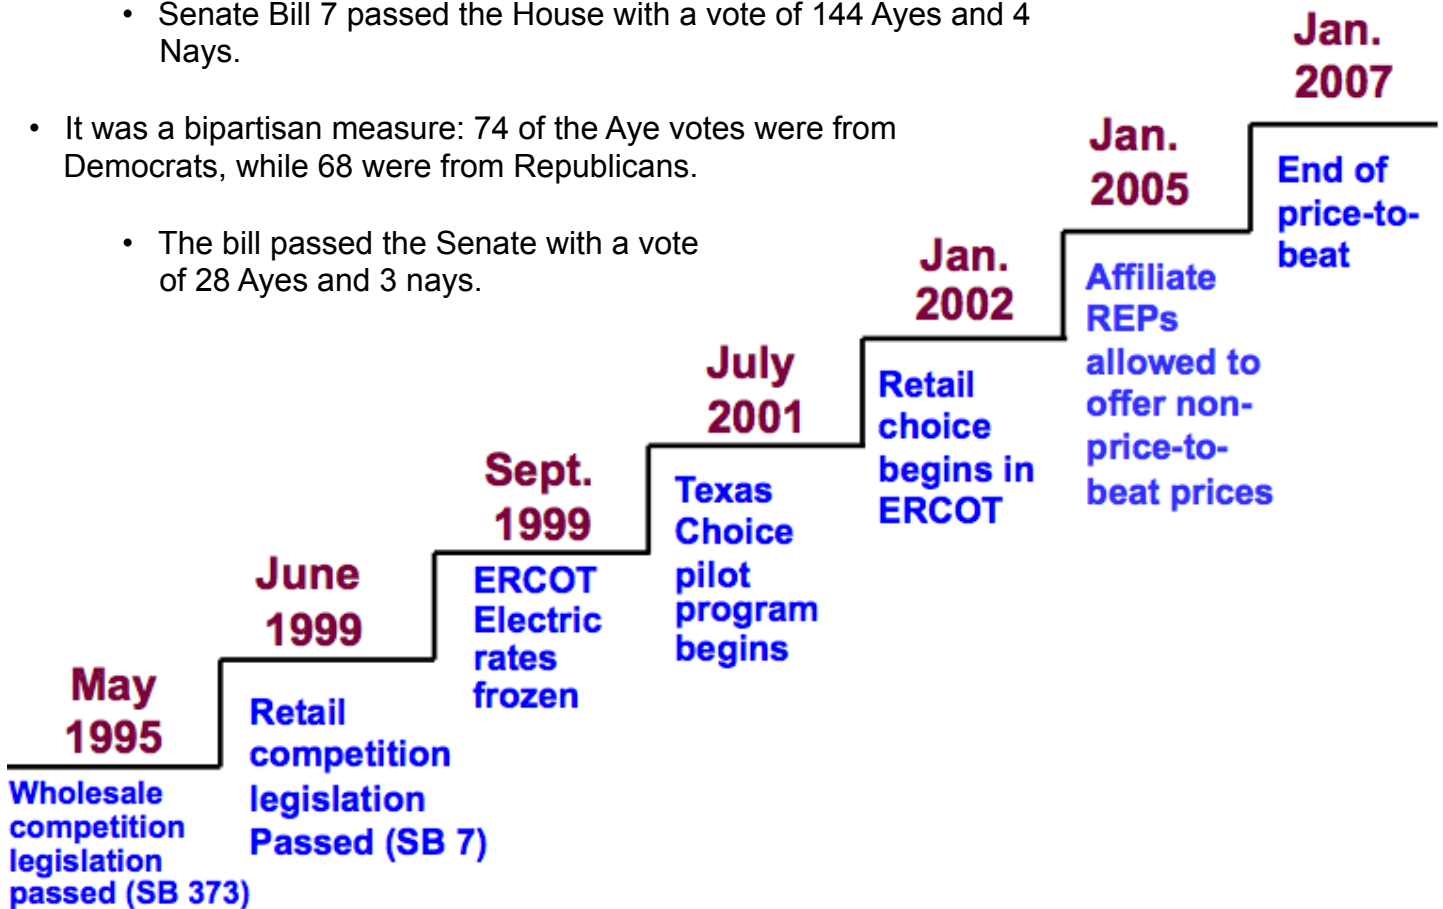 • Senate Bill 7 passed the House with a vote of 144 Ayes and 4
Nays.
• It was a bipartisan measure: 74 of the Aye votes were from
Democrats, while 68 were from Republicans.
• The bill passed the Senate with a vote
of 28 Ayes and 3 nays.
May
1995
Wholesale
competition
legislation
passed (SB 373)
June
1999
Retail
competition
legislation
Passed (SB 7)
Sept.
1999
ERCOT
Electric
rates
frozen
July
2001
Texas
Choice
pilot
program
begins
Jan.
2002
Retail
choice
begins in
ERCOT
Jan.
2005
Affiliate
REPs
allowed to
offer non-
price-to-
beat prices
Jan.
2007
End of
price-to-
beat